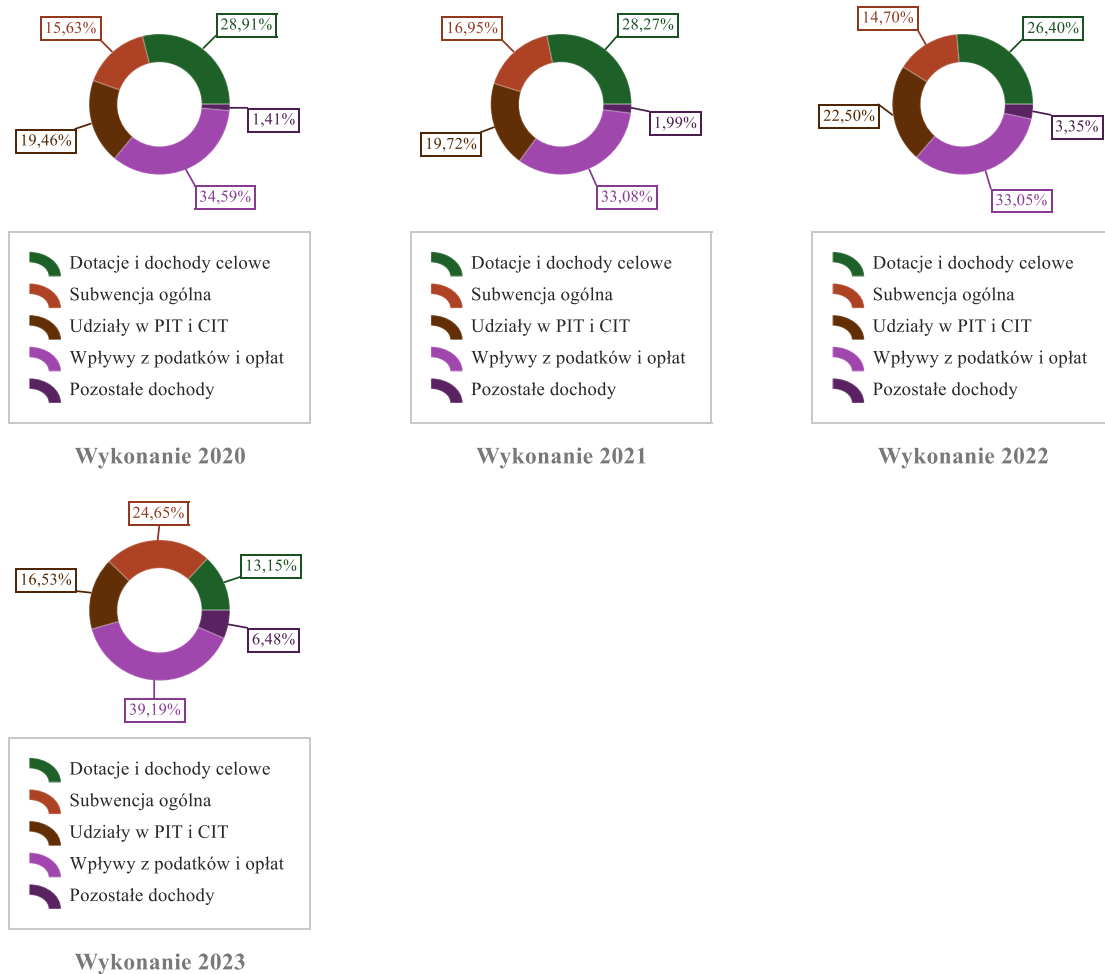 15,63%
28,91%
1,41%
19,46%
34,59%
Dotacje i dochody celowe
Subwencja ogólna
Udziały w PIT i CIT
Wpływy z podatków i opłat
Pozostałe dochody
Wykonanie 2020
16,95%
28,27%
1,99%
19,72%
33,08%
Dotacje i dochody celowe
Subwencja ogólna
Udziały w PIT i CIT
Wpływy z podatków i opłat
Pozostałe dochody
Wykonanie 2021
14,70%
26,40%
22,50%
3,35%
33,05%
Dotacje i dochody celowe
Subwencja ogólna
Udziały w PIT i CIT
Wpływy z podatków i opłat
Pozostałe dochody
Wykonanie 2022
24,65%
13,15%
16,53%
6,48%
39,19%
Dotacje i dochody celowe
Subwencja ogólna
Udziały w PIT i CIT
Wpływy z podatków i opłat
Pozostałe dochody
Wykonanie 2023